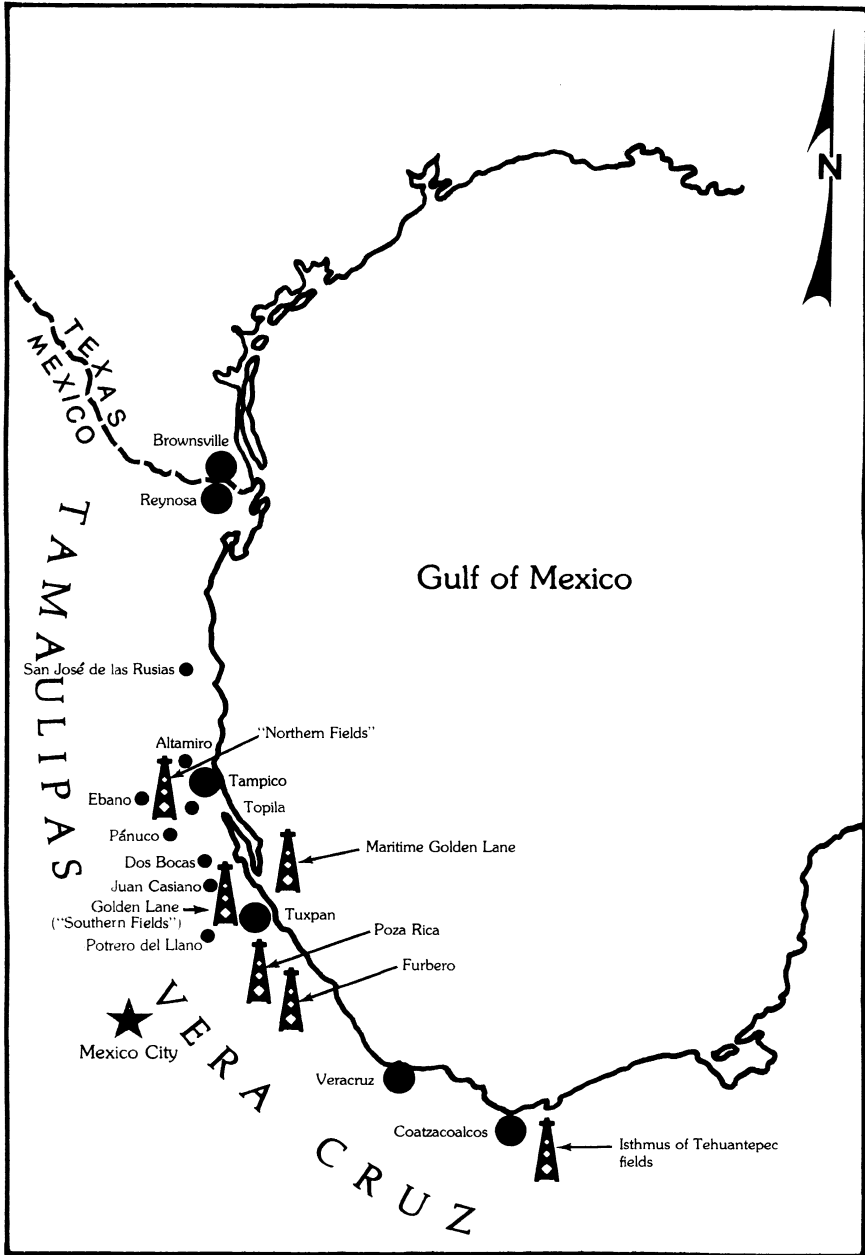 N
TEXAS
MEXICO
Brownsville
Reynosa
TAMAULIPAS
Gulf of Mexico
San José de las Rusias
Altamiro
"Northern Fields"
Tampico
Ebano
Topila
Pánuco
Maritime Golden Lane
Dos Bocas
Juan Casiano
Golden Lane
("Southern Fields")
Tuxpan
Potrero del Llano
Poza Rica
Furbero
Mexico City
VERA CRUZ
Veracruz
Coatzacoalcos
Isthmus of Tehuantepec
fields